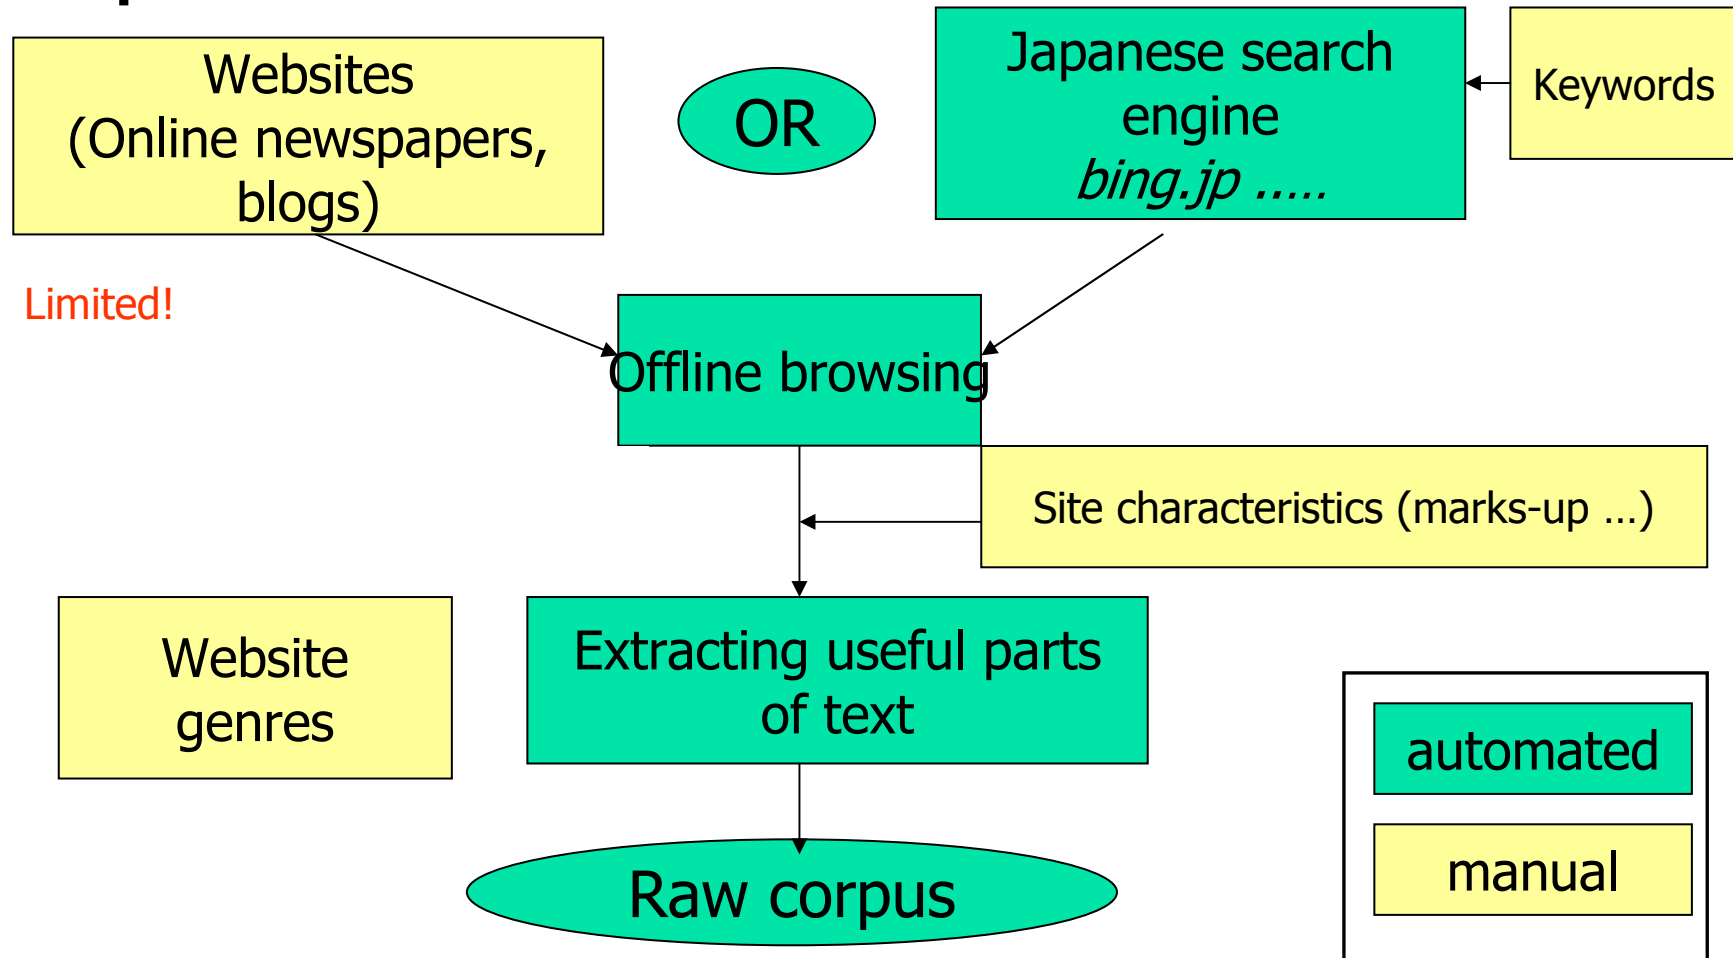 Websites
(Online newspapers,
blogs)
OR
Japanese search
engine
bing.jp .....
Keywords
Limited!
Offline browsing
Site characteristics (marks-up ...)
Website
genres
Extracting useful parts
of text
automated
manual
Raw corpus